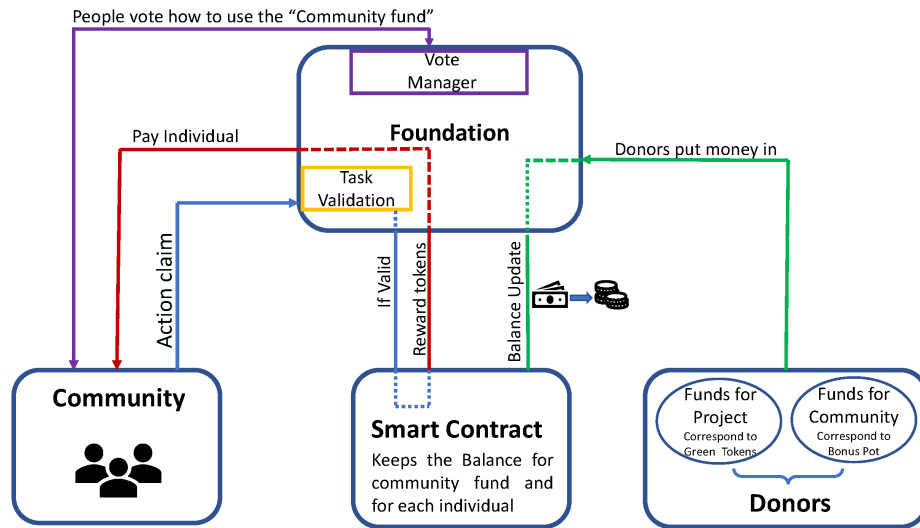 People vote how to use the “Community fund”
Vote
Manager
Foundation
Pay Individual
Donors put money in
Task
Validation
Action claim
If Valid
Reward tokens
Balance Update
Community
Smart Contract
Keeps the Balance for
community fund and
for each individual
Funds for
Project
Correspond to
Green Tokens
Funds for
Community
Correspond to
Bonus Pot
Donors